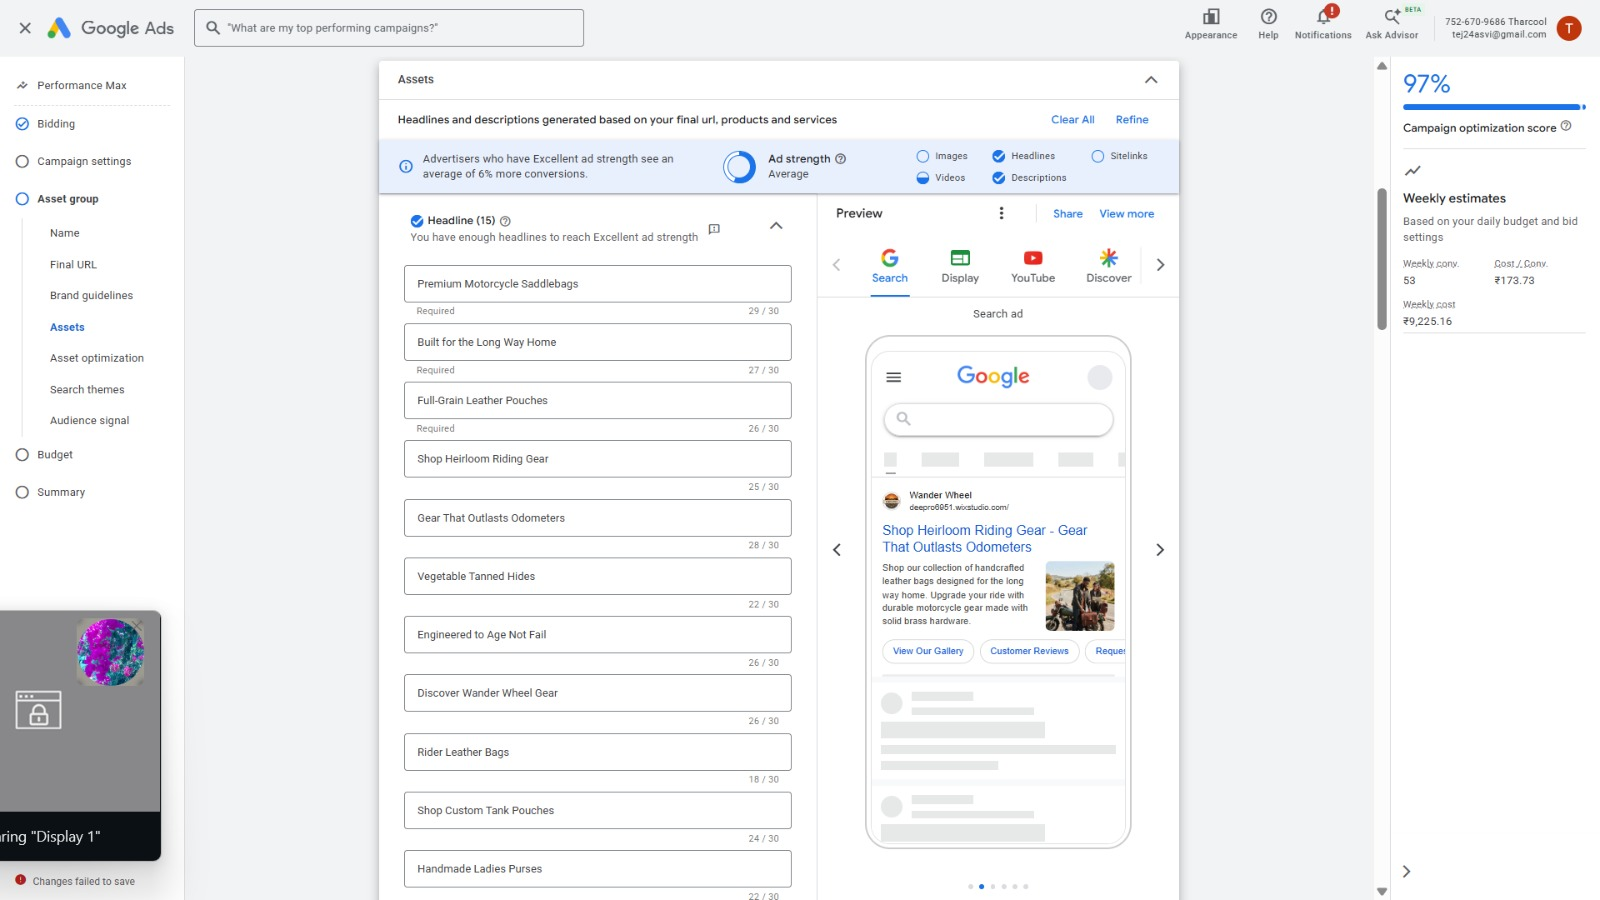 Google Ads
"What are my top performing campaigns?"
Appearance
Help
Notifications
Ask Advisor
BETA
752-670-9686 Tharcool
tej24asvi@gmail.com
T
Performance Max
Bidding
Campaign settings
Asset group
Name
Final URL
Brand guidelines
Assets
Asset optimization
Search themes
Audience signal
Budget
Summary
ring "Display 1"
Changes failed to save
Assets
Headlines and descriptions generated based on your final url, products and services
Clear All
Refine
Advertisers who have Excellent ad strength see an
average of 6% more conversions.
Ad strength
Average
Images
Headlines
Sitelinks
Videos
Descriptions
Headline (15)
You have enough headlines to reach Excellent ad strength
Premium Motorcycle Saddlebags
Required 29 / 30
Built for the Long Way Home
Required 27 / 30
Full-Grain Leather Pouches
Required 26 / 30
Shop Heirloom Riding Gear
25 / 30
Gear That Outlasts Odometers
28 / 30
Vegetable Tanned Hides
22 / 30
Engineered to Age Not Fail
26 / 30
Discover Wander Wheel Gear
26 / 30
Rider Leather Bags
18 / 30
Shop Custom Tank Pouches
24 / 30
Handmade Ladies Purses
22 / 30
Preview
Share
View more
Search
Display
YouTube
Discover
Search ad
Google
Wander Wheel
deepro6951.wixstudio.com/
Shop Heirloom Riding Gear - Gear
That Outlasts Odometers
Shop our collection of handcrafted
leather bags designed for the long
way home. Upgrade your ride with
durable motorcycle gear made with
solid brass hardware.
View Our Gallery
Customer Reviews
Reques
97%
Campaign optimization score
Weekly estimates
Based on your daily budget and bid
settings
Weekly conv.
Cost / Conv.
53
₹173.73
Weekly cost
₹9,225.16